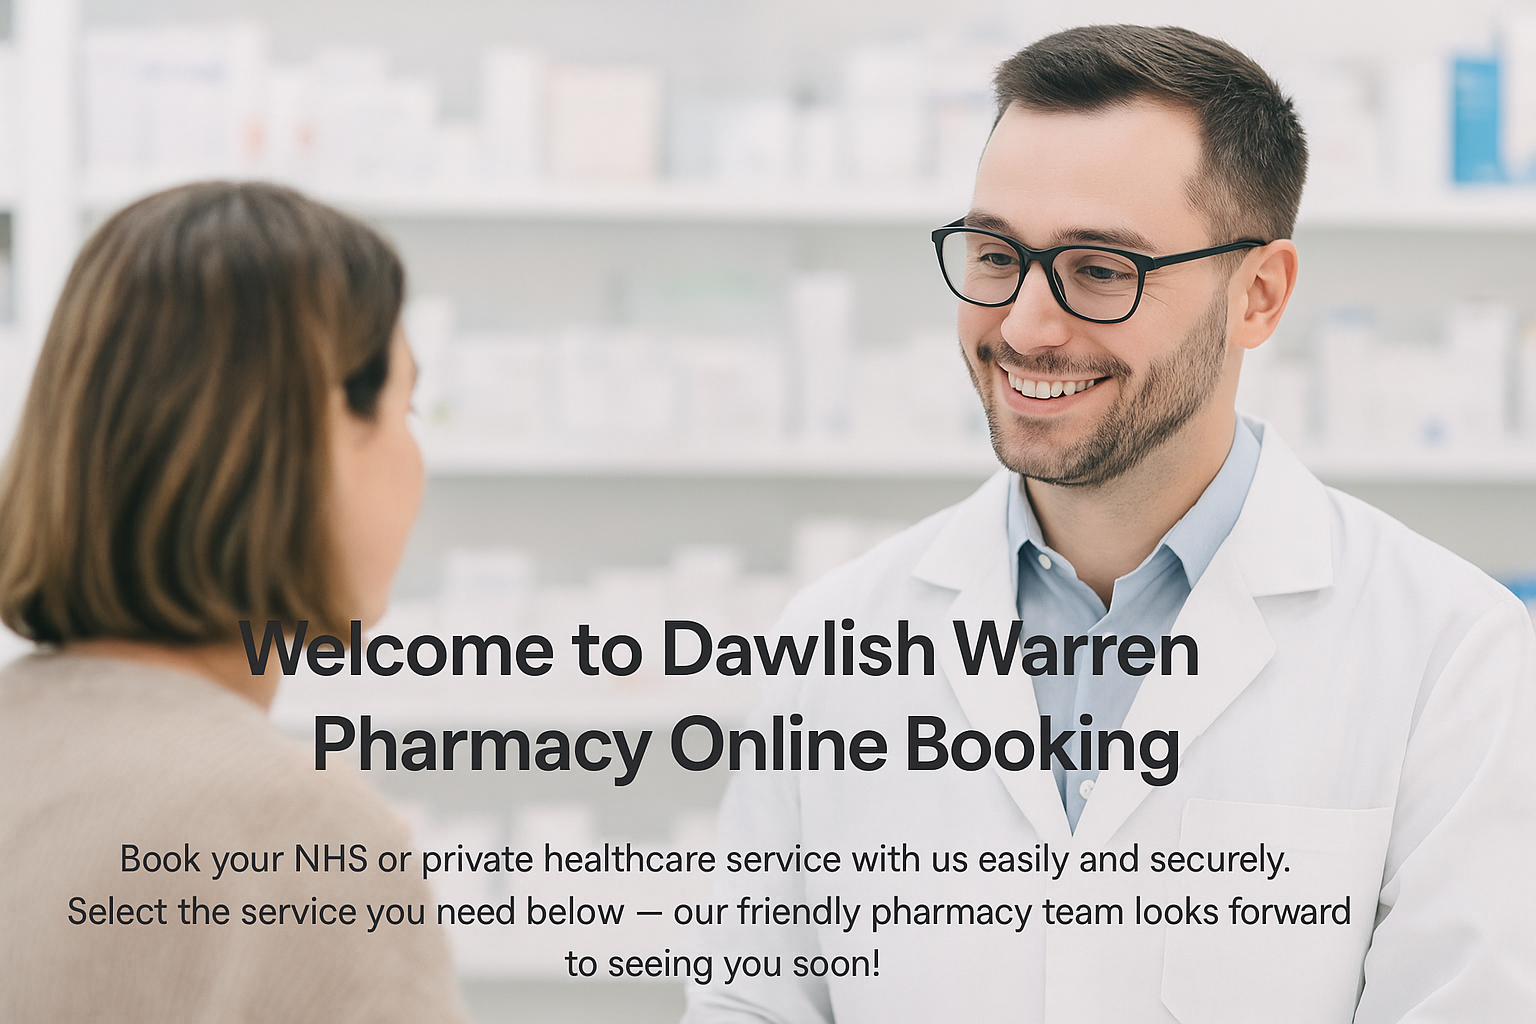 Welcome to Dawlish Warren
Pharmacy Online Booking
Book your NHS or private healthcare service with us easily and securely.
Select the service you need below — our friendly pharmacy team looks forward
to seeing you soon!